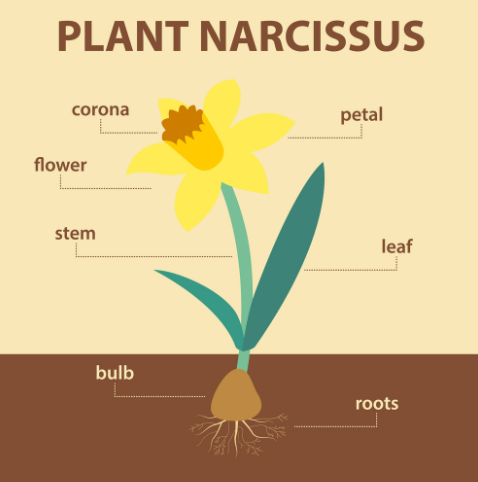 PLANT NARCISSUS
corona
petal
flower
stem
leaf
bulb
roots